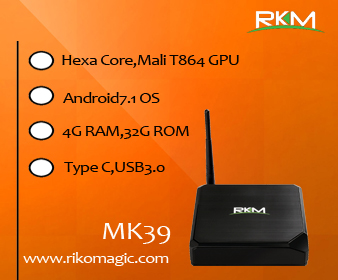 RKM
Hexa Core,Mali T864 GPU
Android7.1 OS
4G RAM,32G ROM
Type C,USB3.0
RKM
MK39
www.rikomagic.com